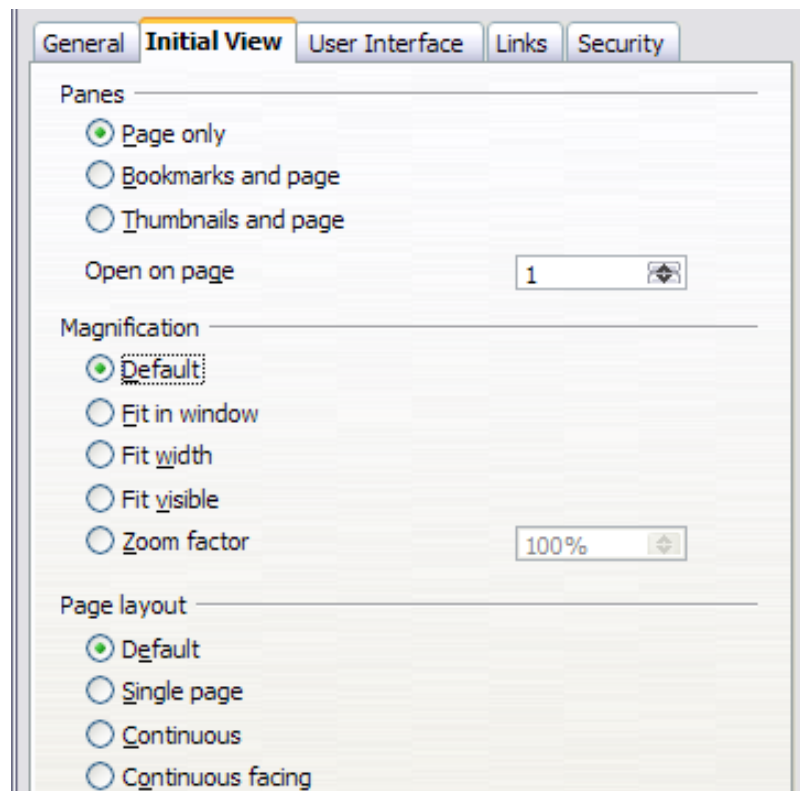 General Initial View User Interface Links Security
Panes
Page only
Bookmarks and page
Thumbnails and page
Open on page 1
Magnification
Default
Fit in window
Fit width
Fit visible
Zoom factor 100%
Page layout
Default
Single page
Continuous
Continuous facing